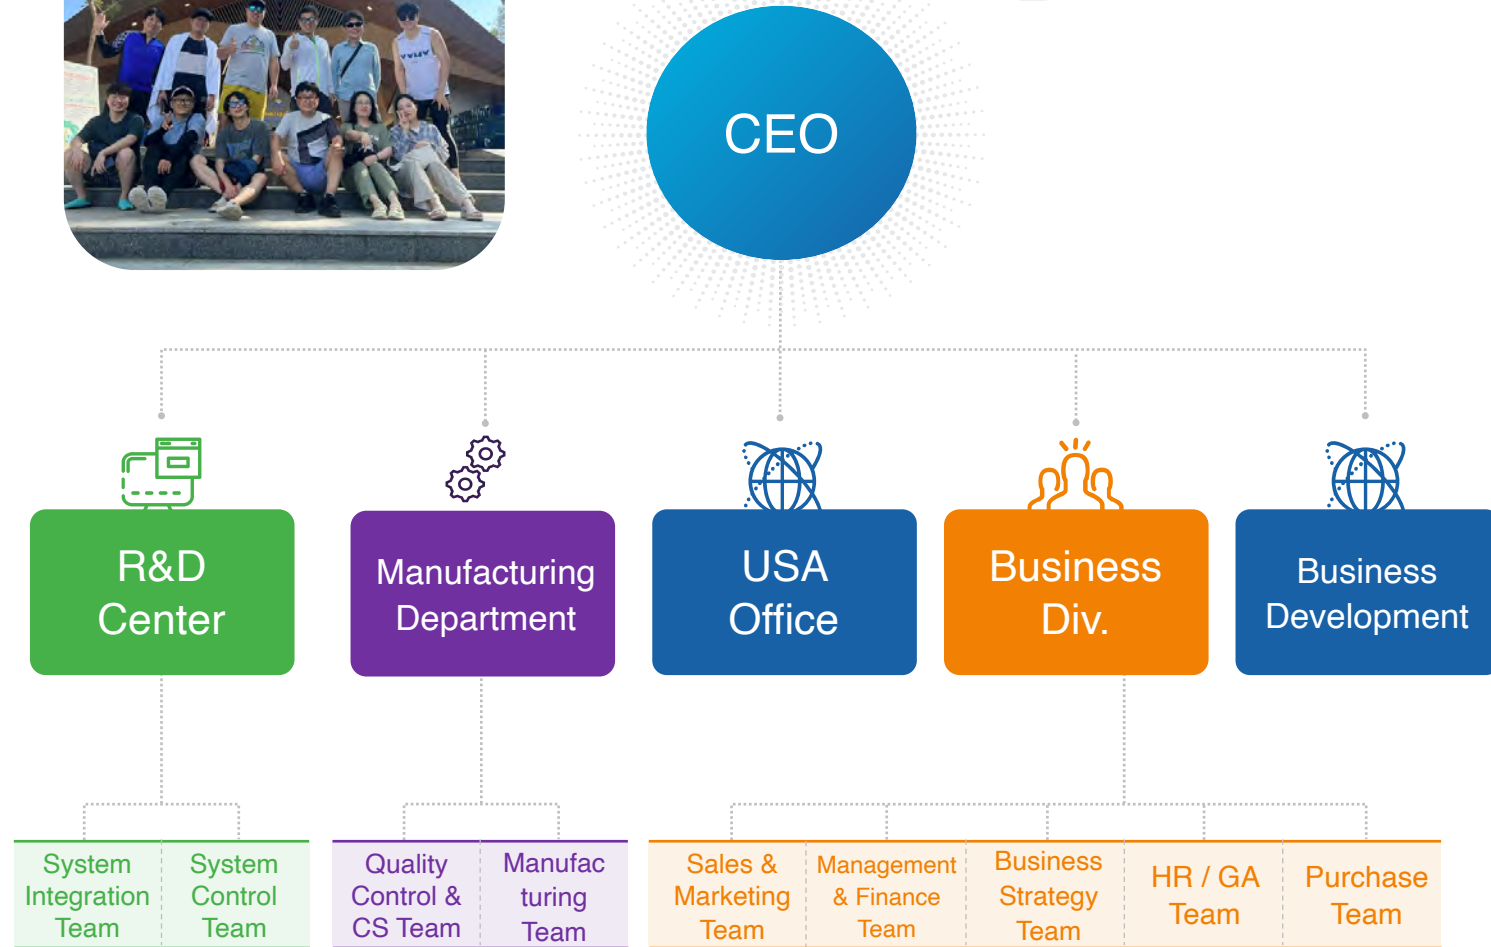 CEO
R&D
Center
Manufacturing
Department
USA
Office
Business
Div.
Business
Development
System
Integration
Team
System
Control
Team
Quality
Control &
CS Team
Manufac
turing
Team
Sales &
Marketing
Team
Management
& Finance
Team
Business
Strategy
Team
HR / GA
Team
Purchase
Team